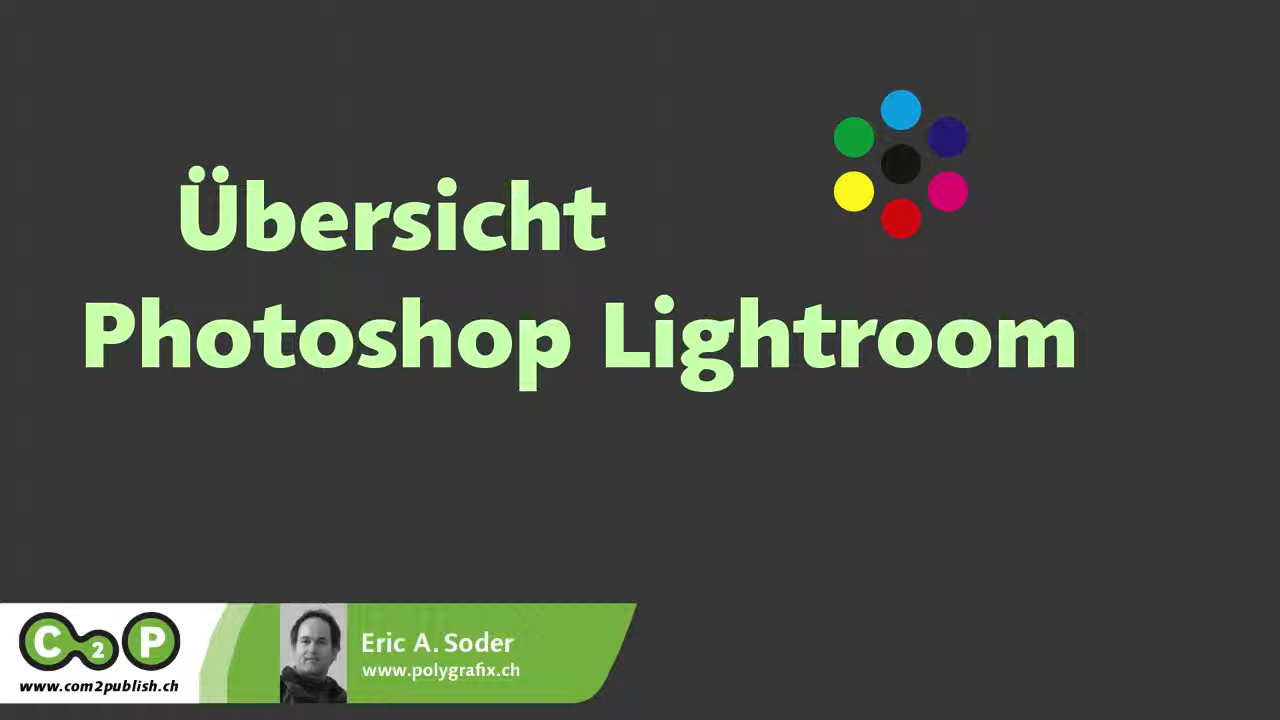 Übersicht
Photoshop Lightroom
C2P
www.com2publish.ch
Eric A. Soder
www.polygrafix.ch